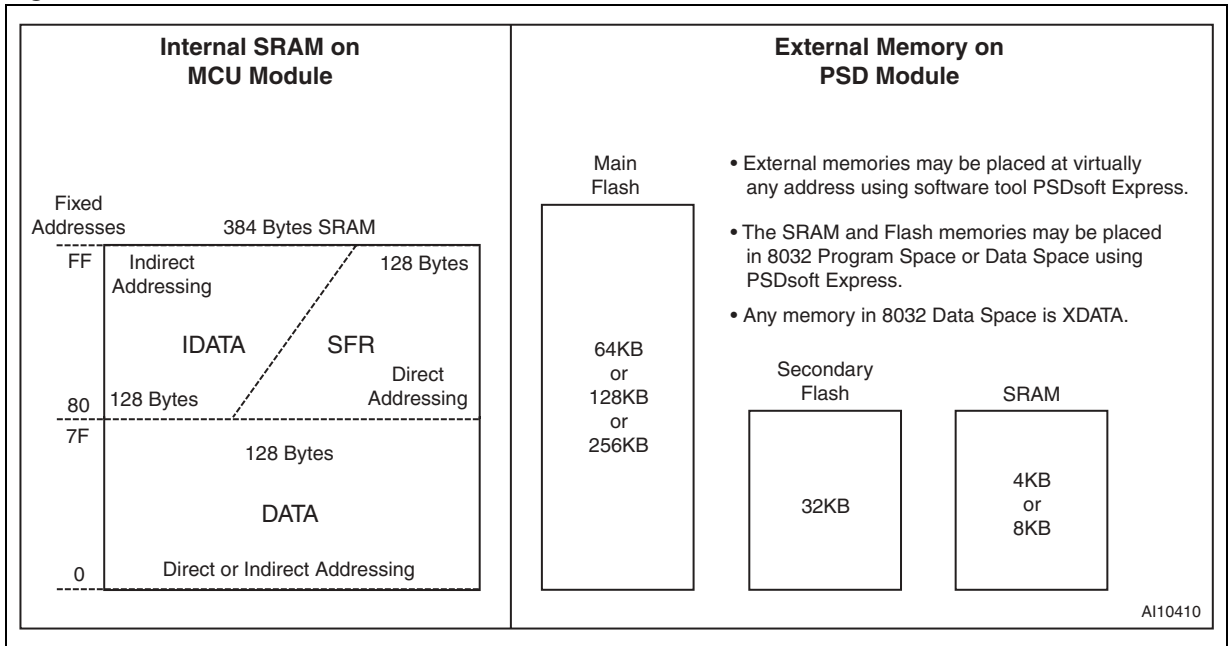 Internal SRAM on
MCU Module
Fixed
Addresses
384 Bytes SRAM
FF
Indirect
Addressing
128 Bytes
IDATA
SFR
Direct
Addressing
128 Bytes
80
7F
128 Bytes
DATA
Direct or Indirect Addressing
0
External Memory on
PSD Module
Main
Flash
64KB
or
128KB
or
256KB
• External memories may be placed at virtually
any address using software tool PSDsoft Express.
• The SRAM and Flash memories may be placed
in 8032 Program Space or Data Space using
PSDsoft Express.
• Any memory in 8032 Data Space is XDATA.
Secondary
Flash
32KB
SRAM
4KB
or
8KB
AI10410